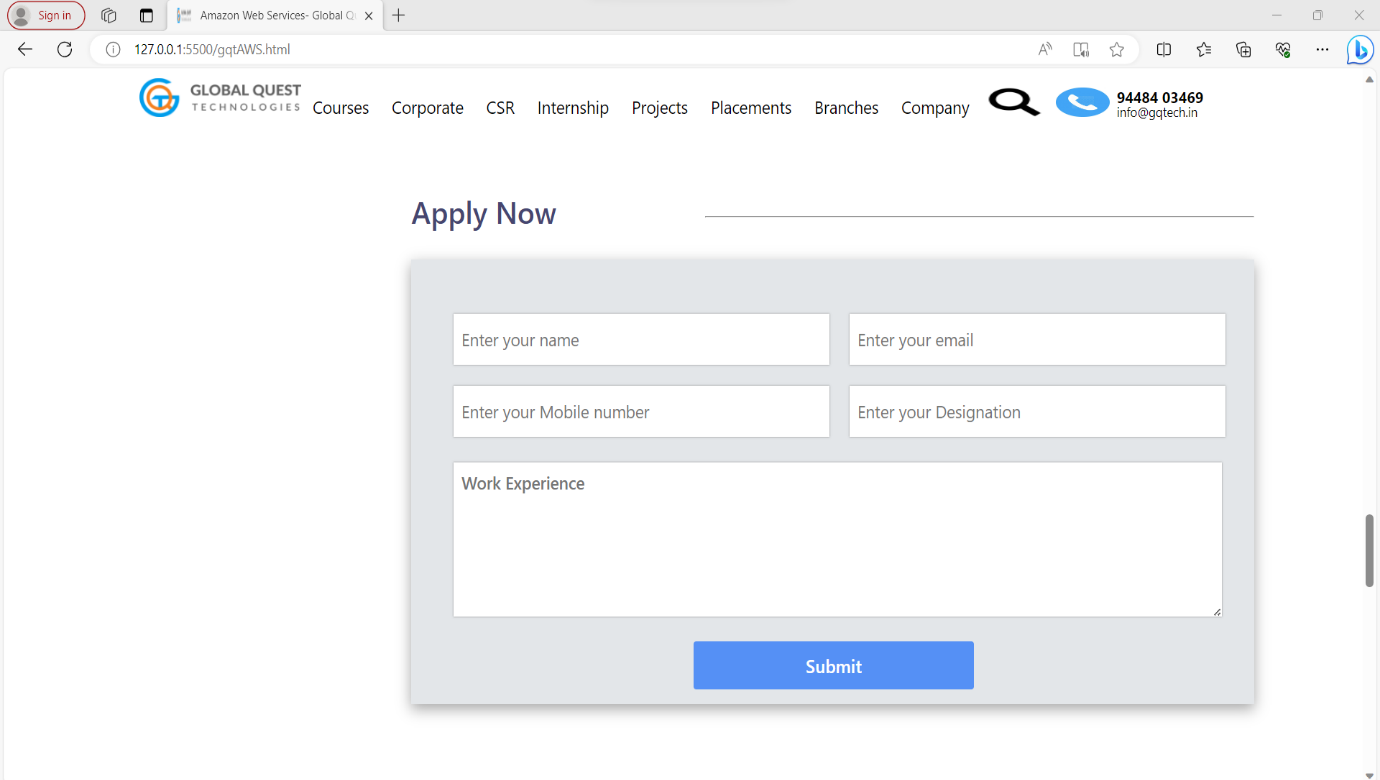 Sign in
Amazon Web Services- Global Q
127.0.0.1:5500/gqtAWS.html
GLOBAL QUEST
TECHNOLOGIES
Courses Corporate CSR Internship Projects Placements Branches Company
94484 03469
info@gqtech.in
Apply Now
Enter your name Enter your email
Enter your Mobile number Enter your Designation
Work Experience
Submit